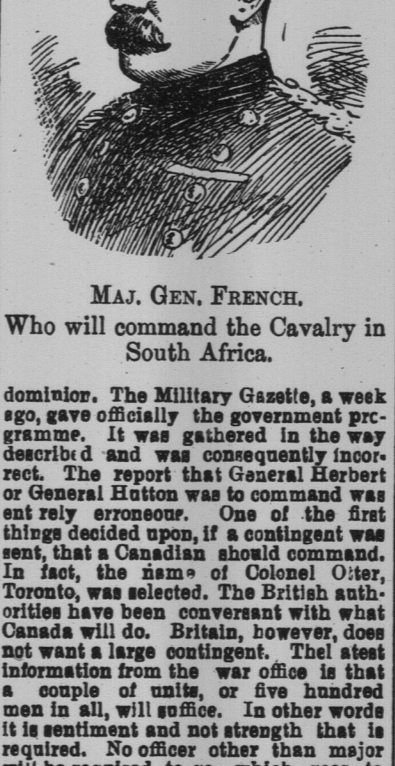 MAJ. GEN. FRENCH.
Who will command the Cavalry in
South Africa.
dominion. The Military Gazette, a week
ago, gave officially the government prc-
gramme. It was gathered in the way
described and was consequently incor-
rect. The report that General Herbert
or General Hutton was to command was
ent rely erroneour. One of the first
things decided upon, if a contingent was
sent, that a Canadian should command.
In fact, the name of Colonel Otter,
Toronto, was selected. The British auth-
orities have been conversant with what
Canada will do. Britain, however, does
not want a large contingent. Thel atest
information from the war office is that
a couple of units, or five hundred
men in all, will suffice. In other words
it is sentiment and not strength that is
required. No officer other than major